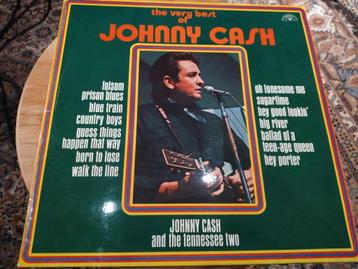 the very best
of
JOHNNY CASH
folsom
prison blues
blue train
country boys
guess things
happen that way
born to lose
walk the line
oh lonesome me
sugartime
hey good lookin'
big river
ballad of a
teen-age queen
hey porter
JOHNNY CASH
and the tennessee two